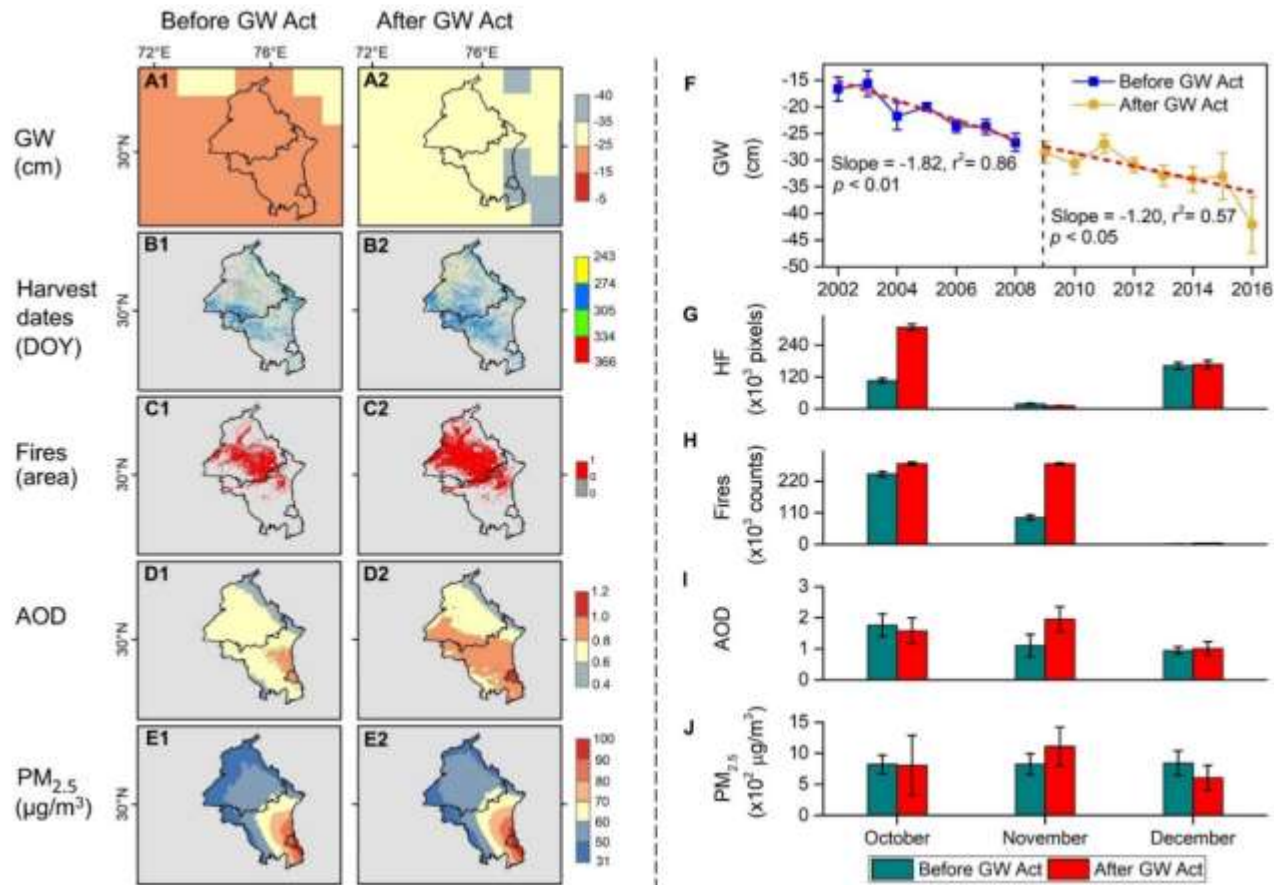 Before GW Act
After GW Act
72°E
76°E
72°E
76°E
GW
(cm)
30°N
A1
A2
-40
-35
-25
-15
-5
Harvest
dates
(DOY)
30°N
B1
B2
243
274
305
334
366
Fires
(area)
30°N
C1
C2
1
0
0
AOD
30°N
D1
D2
1.2
1.0
0.8
0.6
0.4
PM2.5
(µg/m³)
30°N
E1
E2
100
90
80
70
60
50
31
F
GW
(cm)
-15
-20
-25
-30
-35
-40
-45
-50
Before GW Act
After GW Act
Slope = -1.82, r²= 0.86
p < 0.01
Slope = -1.20, r²= 0.57
p < 0.05
2002
2004
2006
2008
2010
2012
2014
2016
G
HF
(x10³ pixels)
240
120
0
H
Fires
(x10³ counts)
220
110
0
I
AOD
3
2
1
0
J
PM2.5
(x10² µg/m³)
15
10
5
0
October
November
December
Before GW Act
After GW Act